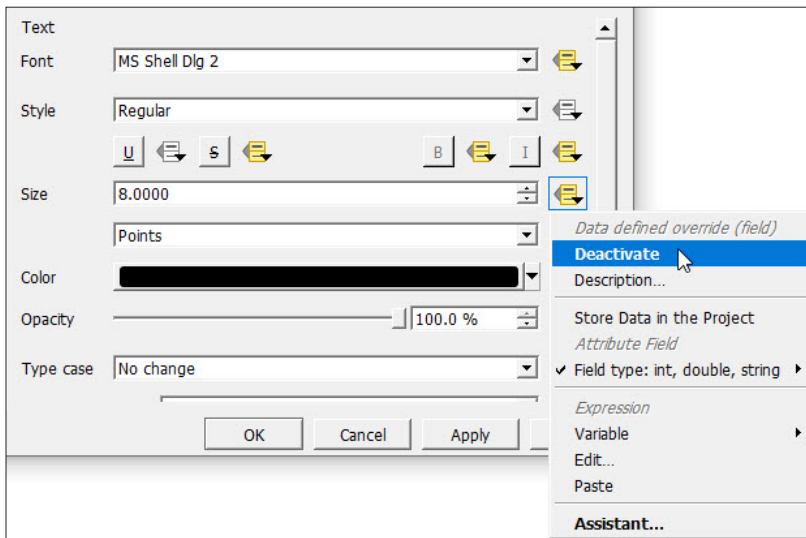 Text
Font MS Shell Dlg 2
Style Regular
U S B I
Size 8.0000
Points
Color
Opacity 100.0 %
Type case No change
OK Cancel Apply
Data defined override (field)
Deactivate
Description...
Store Data in the Project
Attribute Field
Field type: int, double, string
Expression
Variable
Edit...
Paste
Assistant...